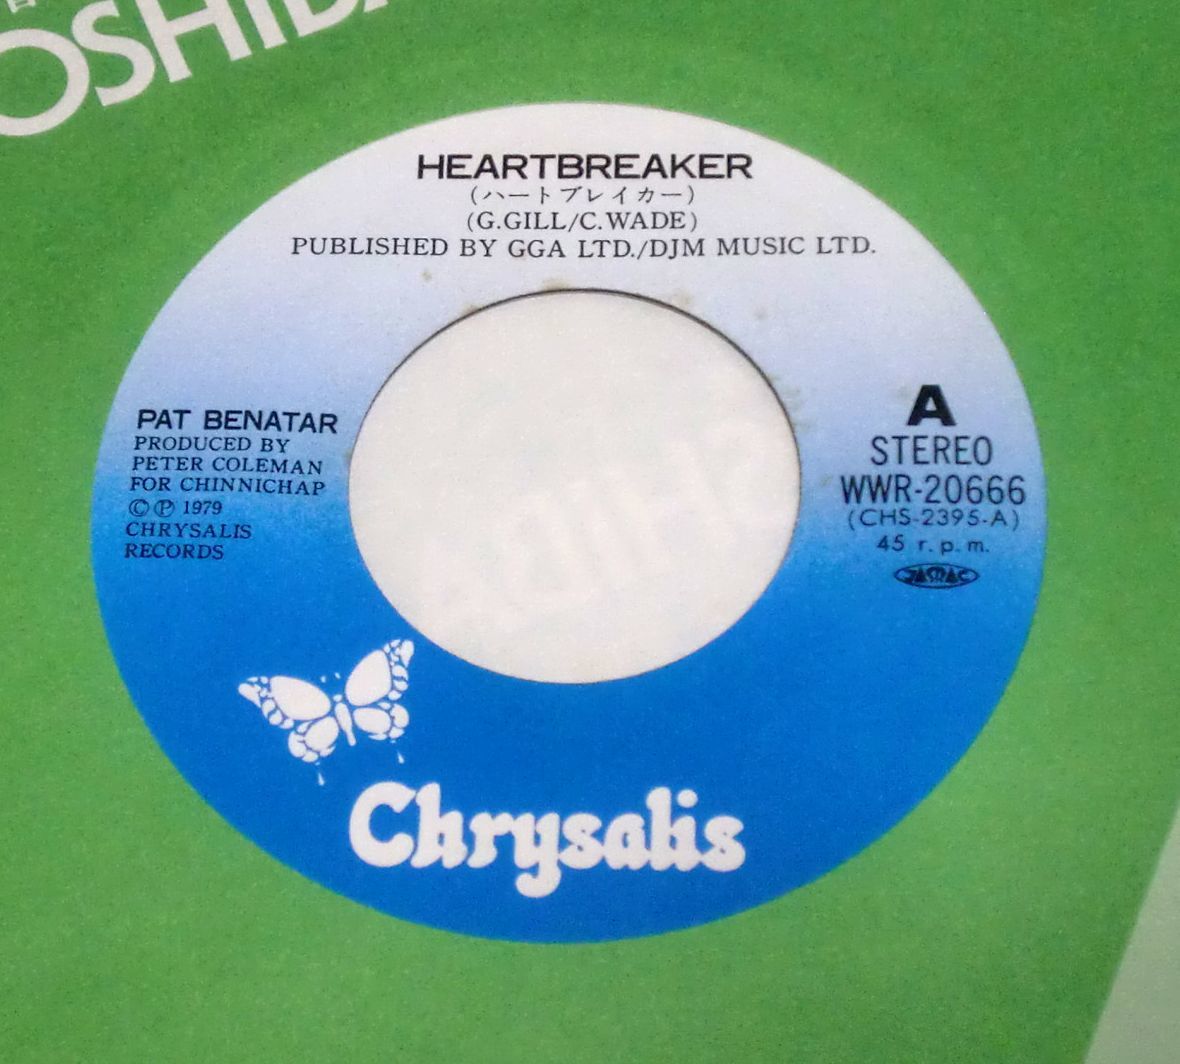 HEARTBREAKER
(ハートブレイカー)
(G.GILL/C.WADE)
PUBLISHED BY GGA LTD./DJM MUSIC LTD.
PAT BENATAR
PRODUCED BY
PETER COLEMAN
FOR CHINNICHAP
© ℗ 1979
CHRYSALIS
RECORDS
A
STEREO
WWR-20666
(CHS-2395-A)
45 r.p.m.
JASRAC
Chrysalis